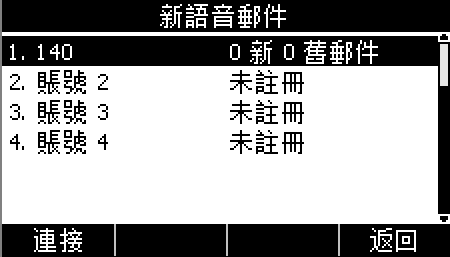 新語音郵件
1. 140 0 新 0 舊郵件
2. 賬號 2 未註冊
3. 賬號 3 未註冊
4. 賬號 4 未註冊
連接 返回